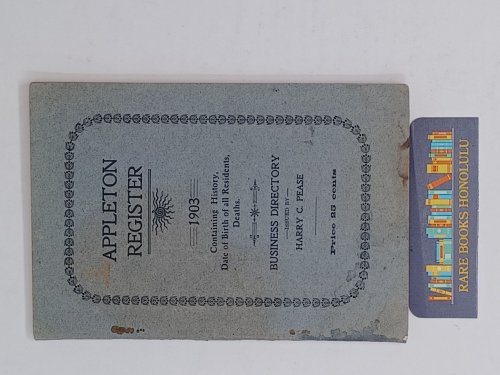 APPLETON
REGISTER
1903
Containing History,
Date of Birth of all Residents,
Deaths.
BUSINESS DIRECTORY
ISSUED BY
HARRY C. PEASE
Price 25 cents
RARE BOOKS HONOLULU